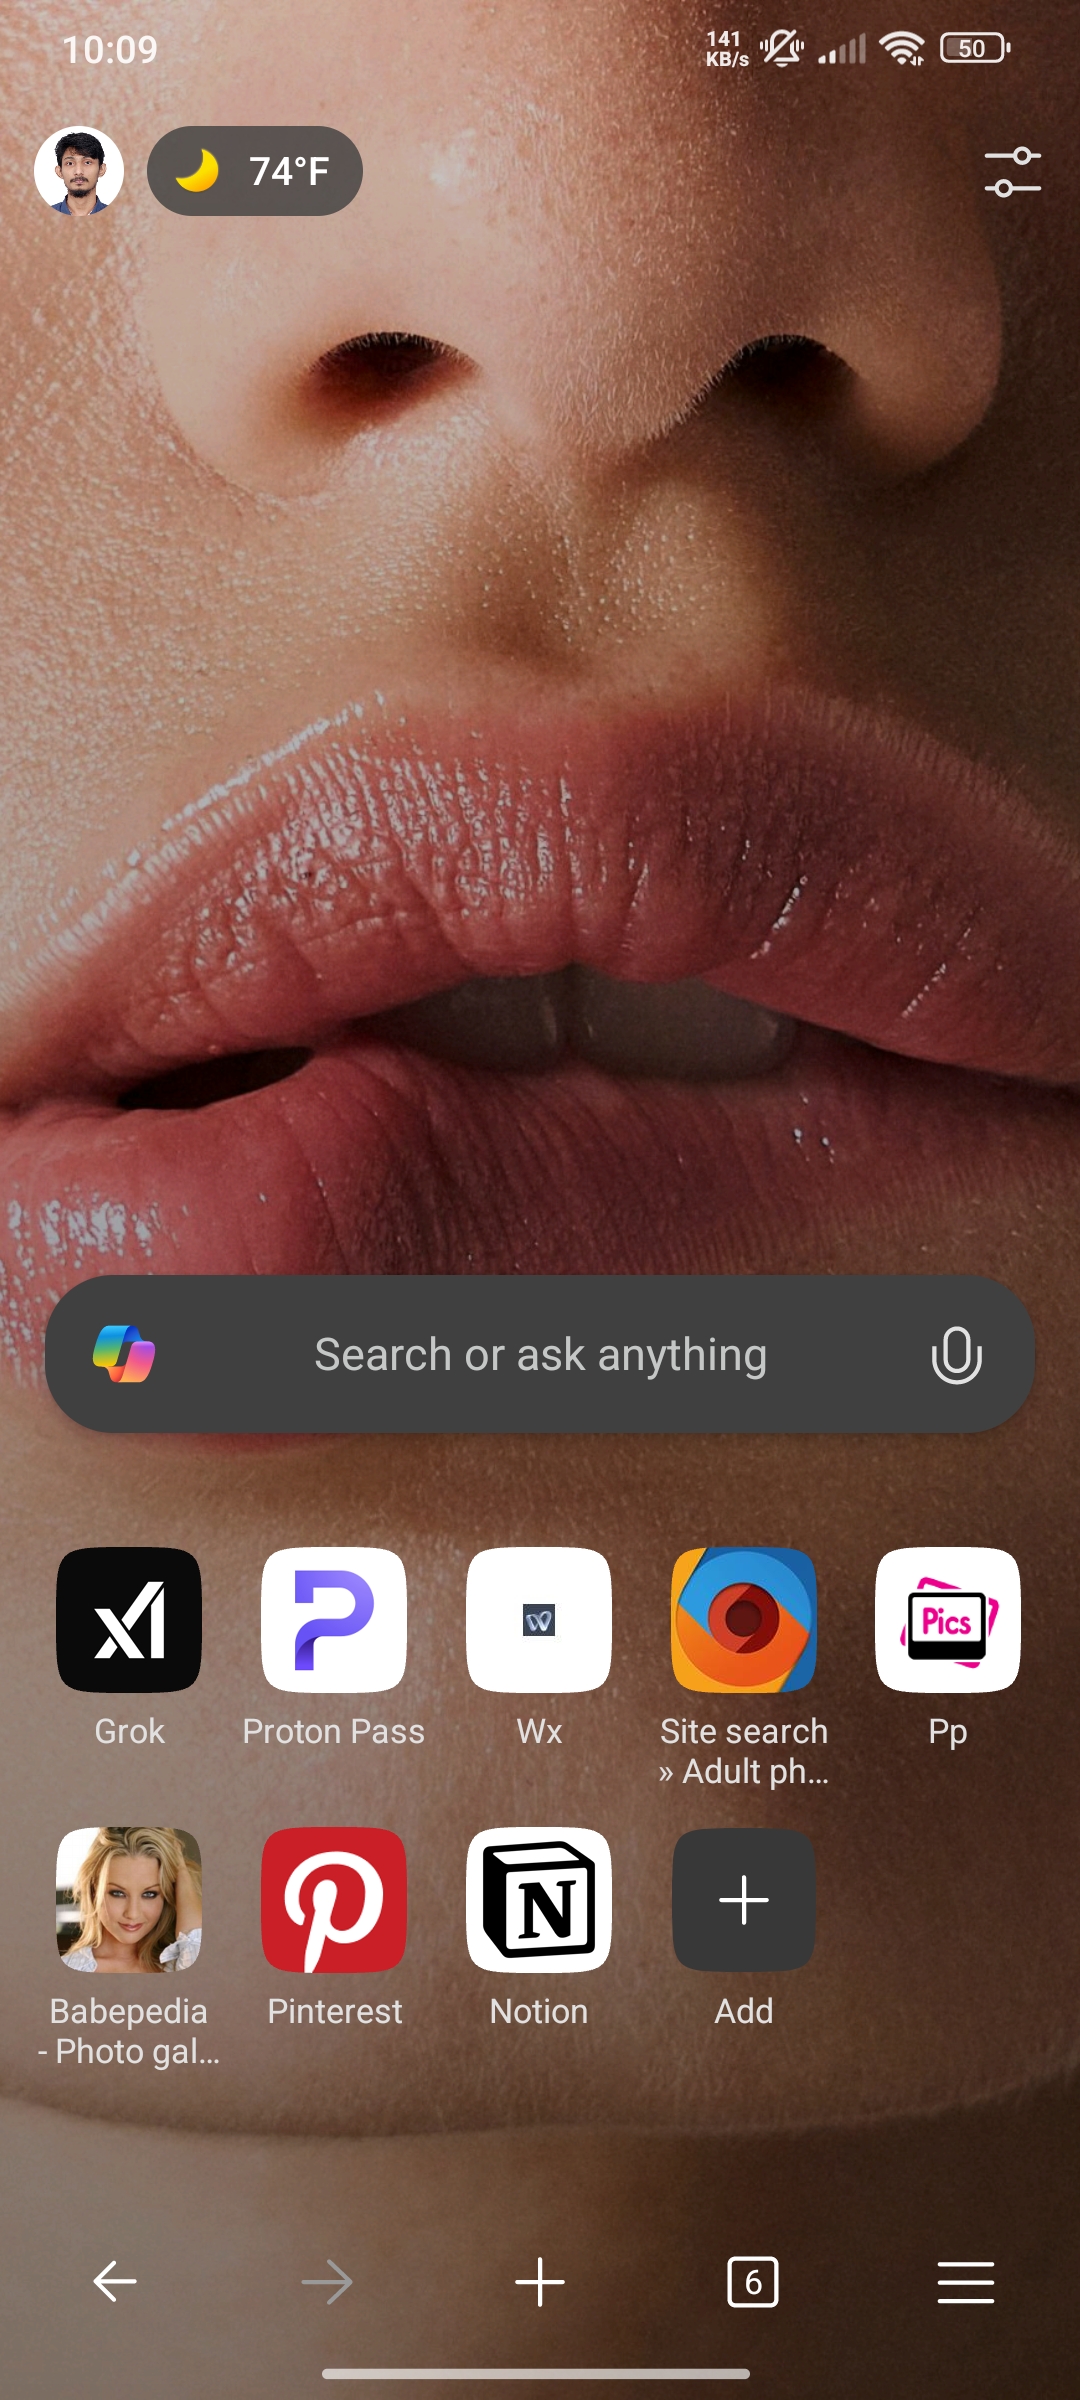 10:09
141
KB/s
50
74°F
Search or ask anything
Pics
Grok
Proton Pass
Wx
Site search
» Adult ph...
Pp
N
Babepedia
- Photo gal...
Pinterest
Notion
Add
6